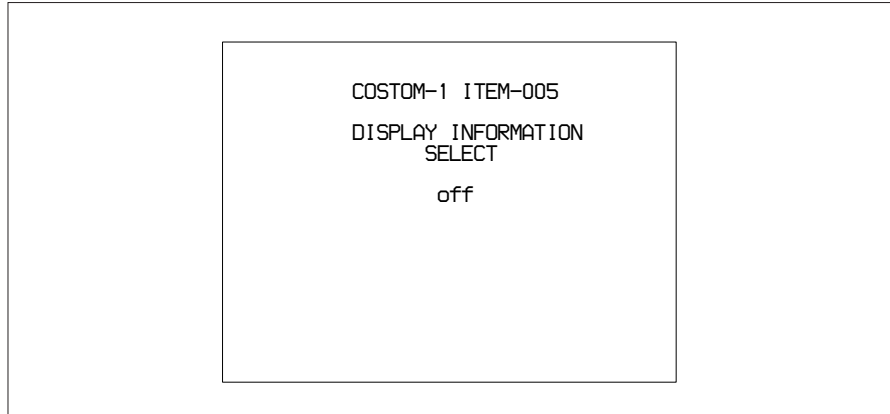 COSTOM-1 ITEM-005
DISPLAY INFORMATION
SELECT
off